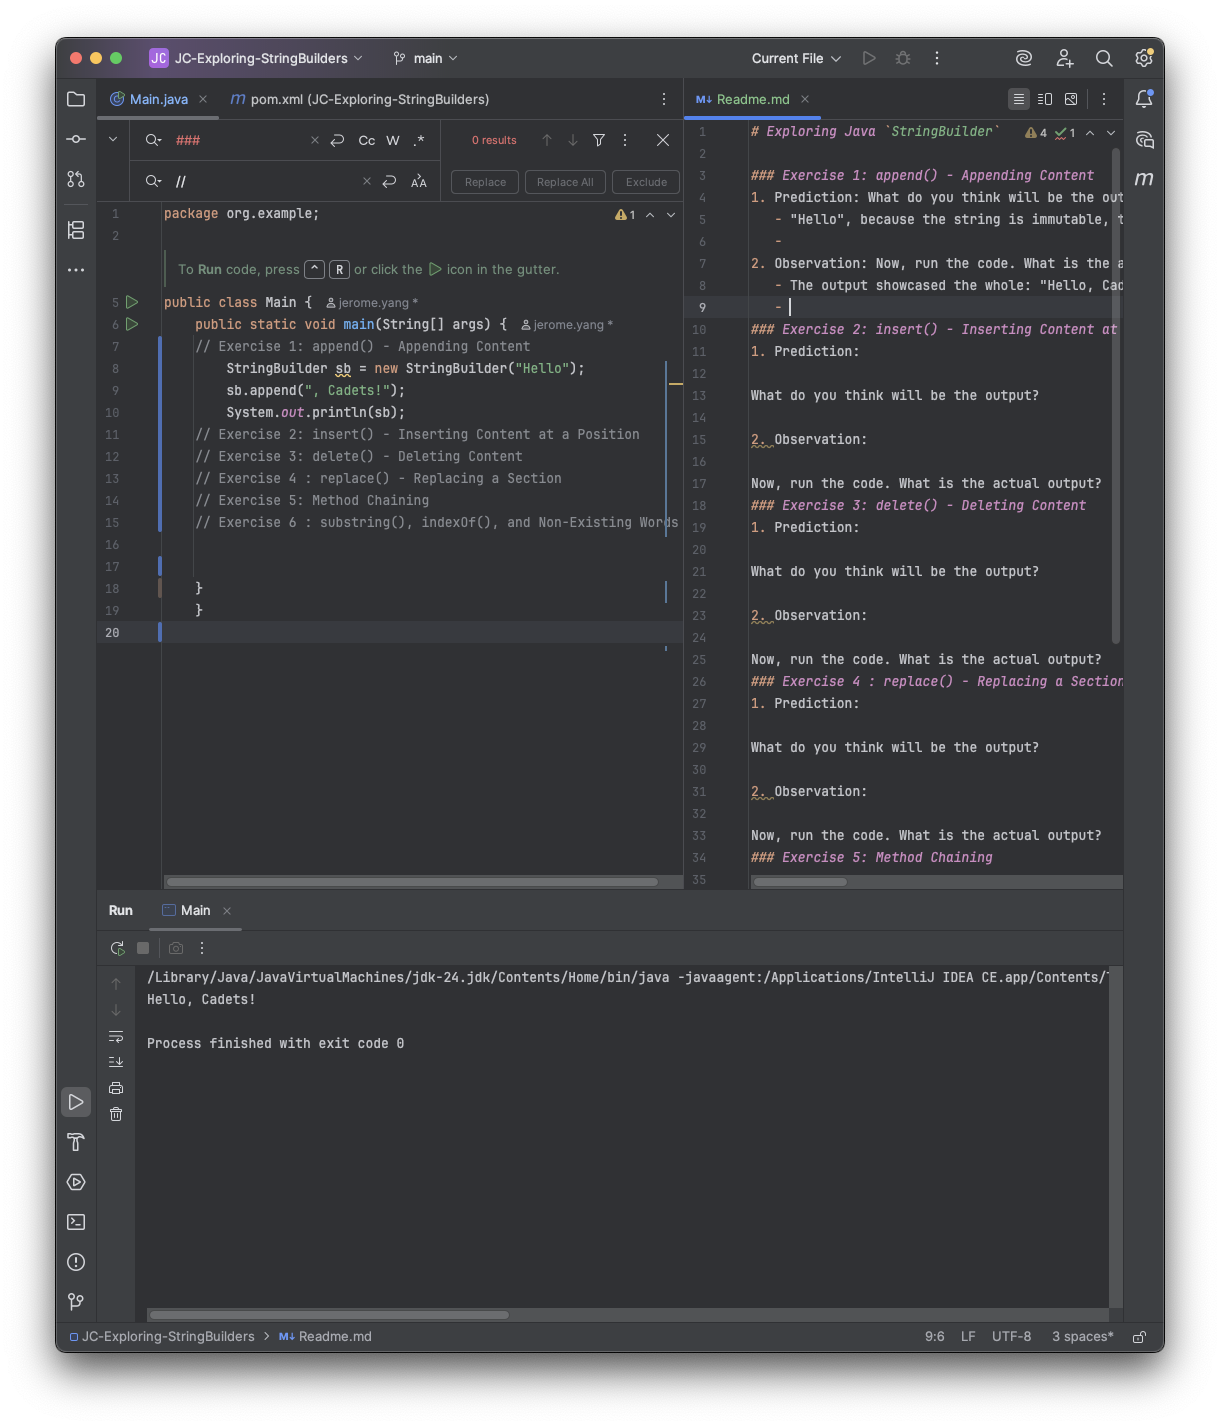 JC JC-Exploring-StringBuilders main Current File
Main.java pom.xml (JC-Exploring-StringBuilders)
### Cc W .* 0 results
// Replace Replace All Exclude
1 package org.example; 1
2
To Run code, press ^ R or click the icon in the gutter.
5 public class Main { jerome.yang *
6 public static void main(String[] args) { jerome.yang *
7 // Exercise 1: append() - Appending Content
8 StringBuilder sb = new StringBuilder("Hello");
9 sb.append(", Cadets!");
10 System.out.println(sb);
11 // Exercise 2: insert() - Inserting Content at a Position
12 // Exercise 3: delete() - Deleting Content
13 // Exercise 4 : replace() - Replacing a Section
14 // Exercise 5: Method Chaining
15 // Exercise 6 : substring(), indexOf(), and Non-Existing Words
16
17
18 }
19 }
20
M↓ Readme.md
1 # Exploring Java `StringBuilder` 4 1
2
3 ### Exercise 1: append() - Appending Content
4 1. Prediction: What do you think will be the out
5 - "Hello", because the string is immutable, t
6 -
7 2. Observation: Now, run the code. What is the a
8 - The output showcased the whole: "Hello, Cad
9 -
10 ### Exercise 2: insert() - Inserting Content at
11 1. Prediction:
12
13 What do you think will be the output?
14
15 2. Observation:
16
17 Now, run the code. What is the actual output?
18 ### Exercise 3: delete() - Deleting Content
19 1. Prediction:
20
21 What do you think will be the output?
22
23 2. Observation:
24
25 Now, run the code. What is the actual output?
26 ### Exercise 4 : replace() - Replacing a Section
27 1. Prediction:
28
29 What do you think will be the output?
30
31 2. Observation:
32
33 Now, run the code. What is the actual output?
34 ### Exercise 5: Method Chaining
35
m
Run Main
/Library/Java/JavaVirtualMachines/jdk-24.jdk/Contents/Home/bin/java -javaagent:/Applications/IntelliJ IDEA CE.app/Contents/
Hello, Cadets!
Process finished with exit code 0
JC-Exploring-StringBuilders > M↓ Readme.md 9:6 LF UTF-8 3 spaces*